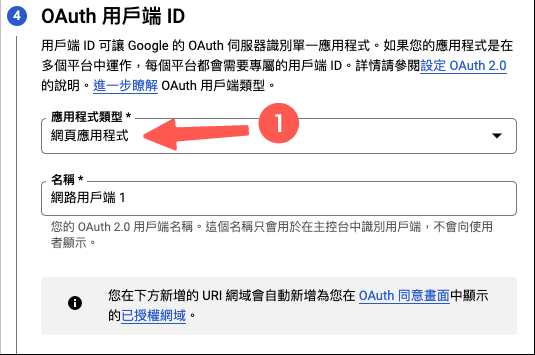 4 OAuth 用戶端 ID
用戶端 ID 可讓 Google 的 OAuth 伺服器識別單一應用程式。如果您的應用程式是在
多個平台中運作，每個平台都會需要專屬的用戶端 ID。詳情請參閱設定 OAuth 2.0
的說明。進一步瞭解 OAuth 用戶端類型。
應用程式類型 *
網頁應用程式
1
名稱 *
網路用戶端 1
您的 OAuth 2.0 用戶端名稱。這個名稱只會用於在主控台中識別用戶端，不會向使用
者顯示。
您在下方新增的 URI 網域會自動新增為您在 OAuth 同意畫面中顯示
的已授權網域。